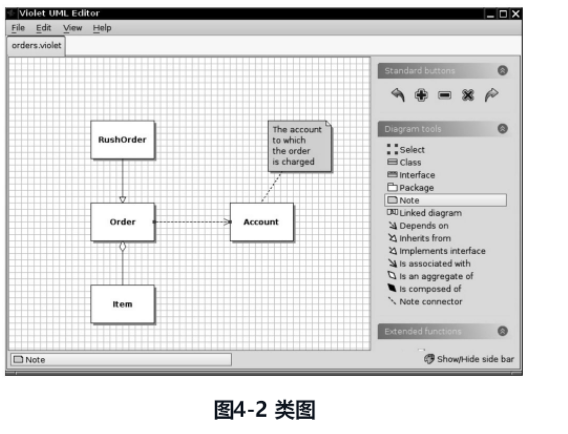 Violet UML Editor
File Edit View Help
orders.violet
RushOrder
The account
to which
the order
is charged
Order
Account
Item
Standard buttons
Diagram tools
Select
Class
Interface
Package
Note
Linked diagram
Depends on
Inherits from
Implements interface
Is associated with
Is an aggregate of
Is composed of
Note connector
Extended functions
Note
Show/Hide side bar
图4-2 类图